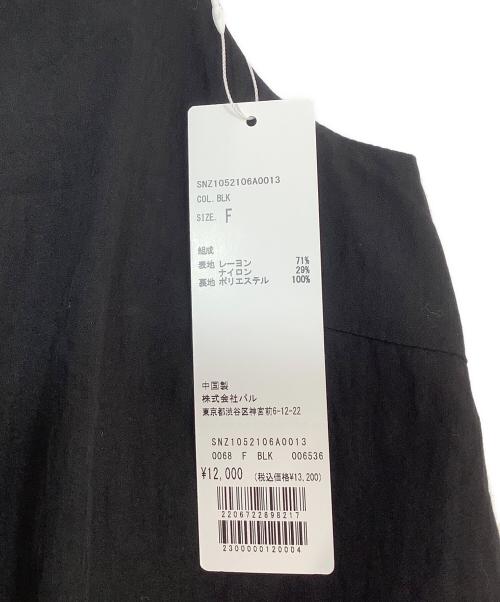 SNZ1052106A0013
COL. BLK
SIZE. F
組成
表地 レーヨン 71%
ナイロン 29%
裏地 ポリエステル 100%
中国製
株式会社パル
東京都渋谷区神宮前6-12-22
SNZ1052106A0013
0068 F BLK 006536
¥12,000 (税込価格¥13,200)
2206722698217
2300000120004